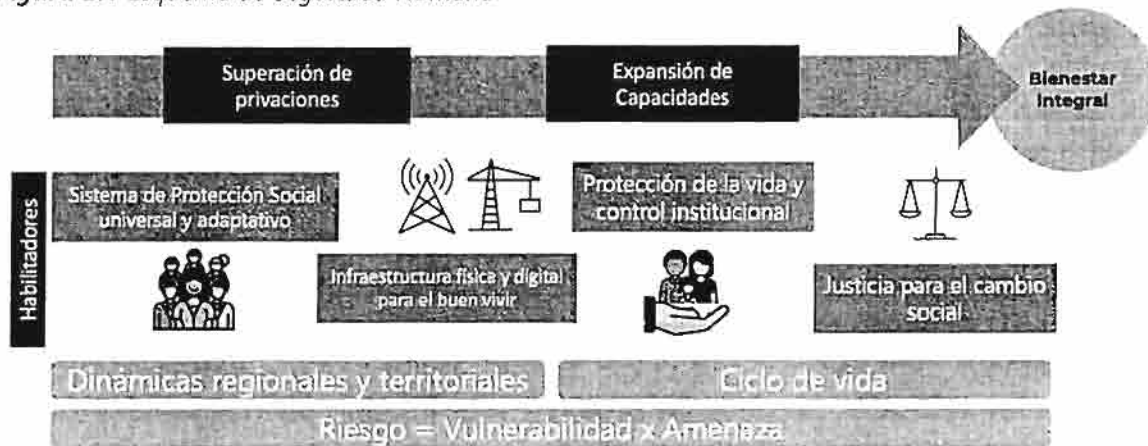 Superación de
privaciones
Expansión de
Capacidades
Bienestar
Integral
Habilitadores
Sistema de Protección Social
universal y adaptativo
Infraestructura física y digital
para el buen vivir
Protección de la vida y
control institucional
Justicia para el cambio
social
Dinámicas regionales y territoriales
Ciclo de vida
Riesgo = Vulnerabilidad x Amenaza